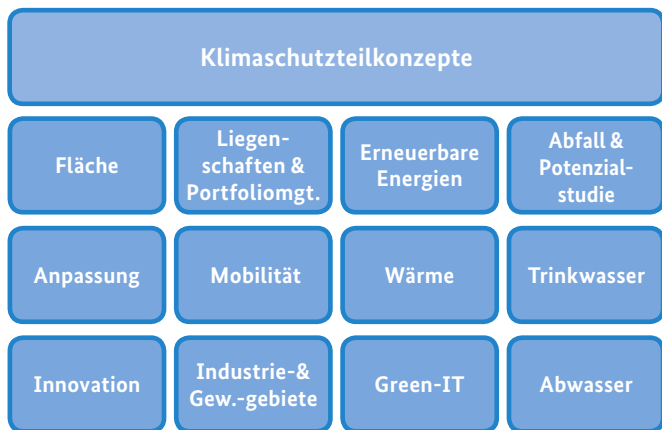 Klimaschutzteilkonzepte
Fläche
Liegen-
schaften &
Portfoliomgt.
Erneuerbare
Energien
Abfall &
Potenzial-
studie
Anpassung
Mobilität
Wärme
Trinkwasser
Innovation
Industrie-&
Gew.-gebiete
Green-IT
Abwasser